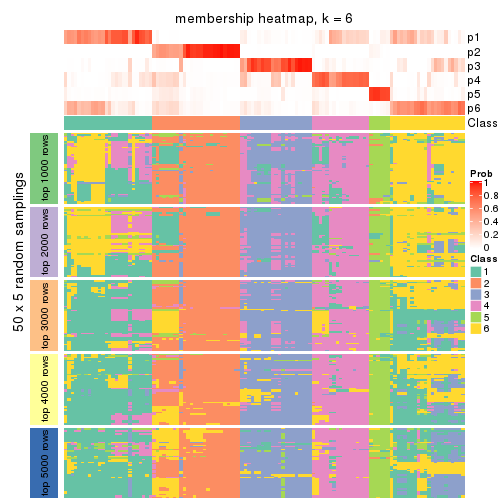 membership heatmap, k = 6
p1
p2
p3
p4
p5
p6
Class
50 x 5 random samplings
top 1000 rows
top 2000 rows
top 3000 rows
top 4000 rows
top 5000 rows
Prob
1
0.8
0.6
0.4
0.2
0
Class
1
2
3
4
5
6